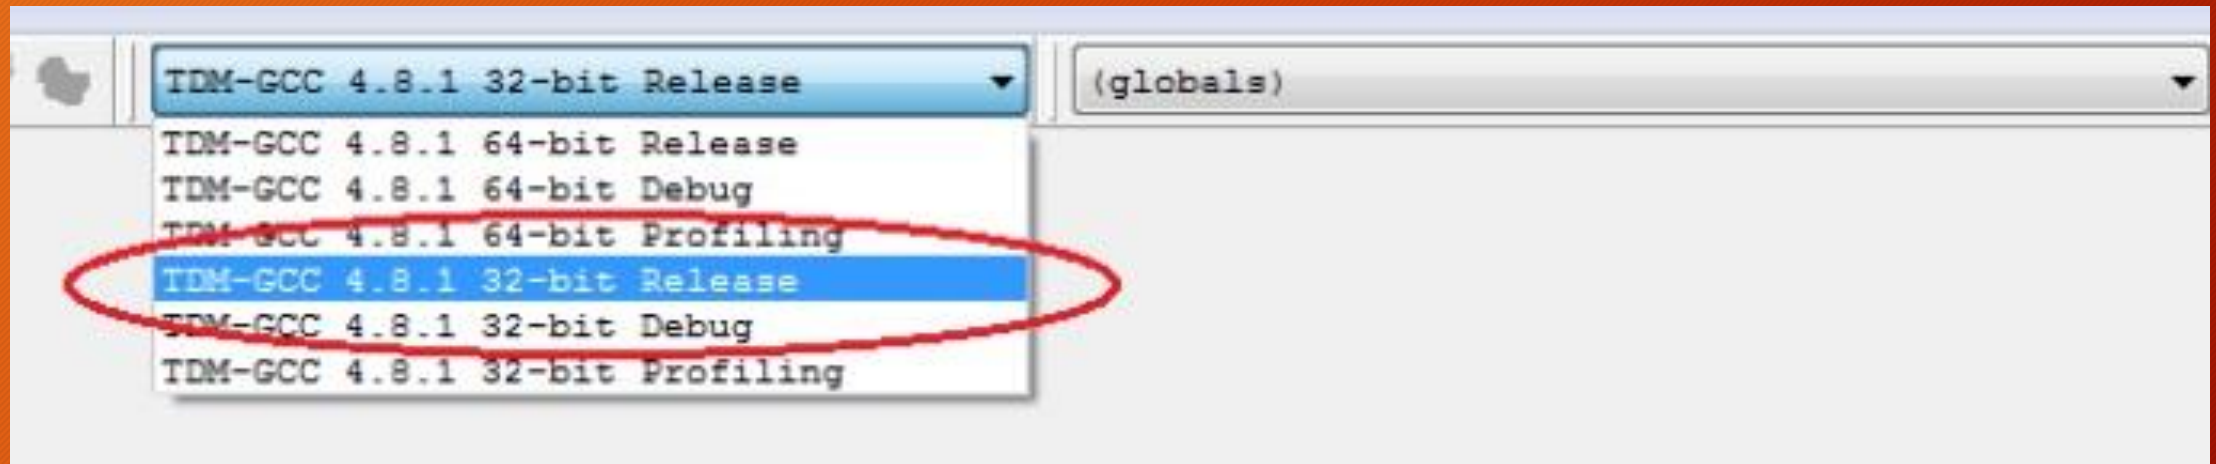 TDM-GCC 4.8.1 32-bit Release
(globals)
TDM-GCC 4.8.1 64-bit Release
TDM-GCC 4.8.1 64-bit Debug
TDM-GCC 4.8.1 64-bit Profiling
TDM-GCC 4.8.1 32-bit Release
TDM-GCC 4.8.1 32-bit Debug
TDM-GCC 4.8.1 32-bit Profiling